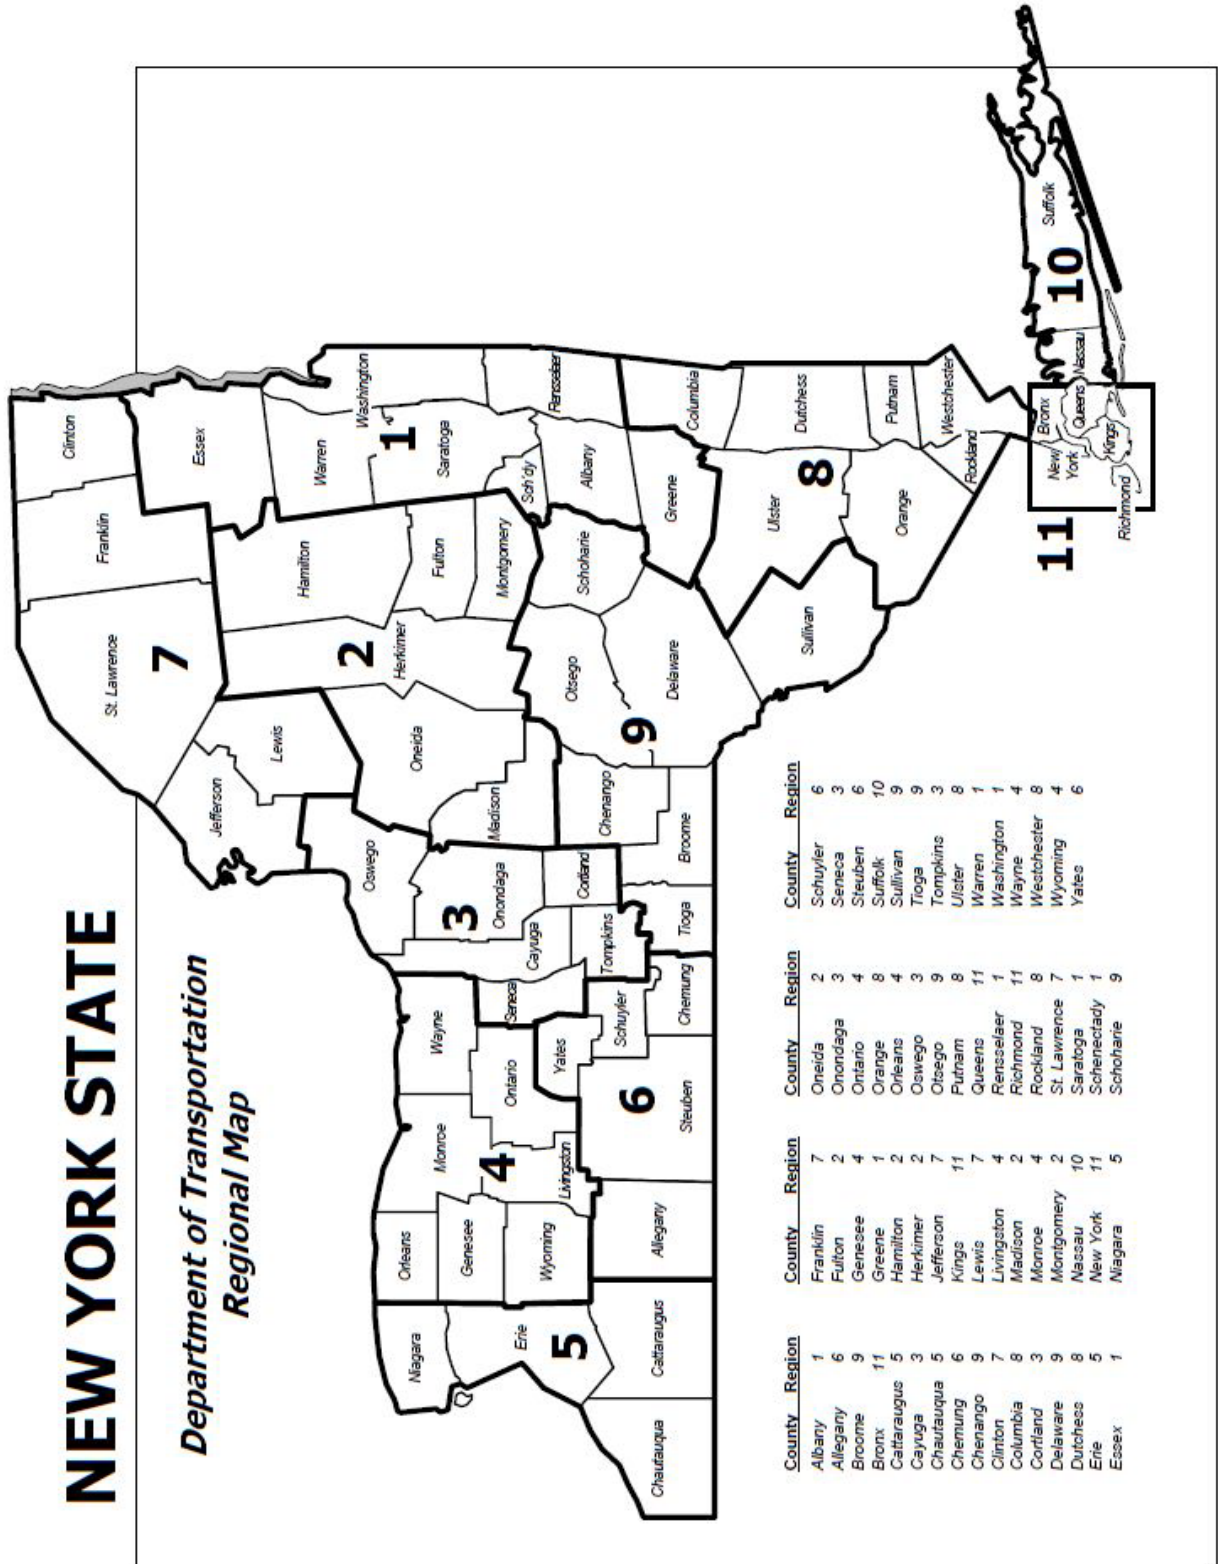 NEW YORK STATE
Department of Transportation
Regional Map
Clinton
Franklin
St. Lawrence
7
Essex
Jefferson
Lewis
Hamilton
Warren
Washington
2
Herkimer
1
Oneida
Fulton
Saratoga
Oswego
Niagara
Orleans
Monroe
Wayne
3
Onondaga
Madison
Montgomery
Sch'dy
Rensselaer
Genesee
4
Ontario
Seneca
Cayuga
Erie
5
Wyoming
Livingston
Yates
Cortland
Otsego
Schoharie
Albany
Chenango
9
Schuyler
Tompkins
6
Delaware
Greene
Columbia
Chautauqua
Cattaraugus
Allegany
Steuben
Chemung
Tioga
Broome
Ulster
8
Dutchess
Sullivan
Orange
Putnam
Rockland
Westchester
11
New
York
Bronx
Queens
Nassau
Kings
Richmond
10
Suffolk
County Region County Region County Region County Region
Albany 1 Franklin 7 Oneida 2 Schuyler 6
Allegany 6 Fulton 2 Onondaga 3 Seneca 3
Broome 9 Genesee 4 Ontario 4 Steuben 6
Bronx 11 Greene 1 Orange 8 Suffolk 10
Cattaraugus 5 Hamilton 2 Orleans 4 Sullivan 9
Cayuga 3 Herkimer 2 Oswego 3 Tioga 9
Chautauqua 5 Jefferson 7 Otsego 9 Tompkins 3
Chemung 6 Kings 11 Putnam 8 Ulster 8
Chenango 9 Lewis 7 Queens 11 Warren 1
Clinton 7 Livingston 4 Rensselaer 1 Washington 1
Columbia 8 Madison 2 Richmond 11 Wayne 4
Cortland 3 Monroe 4 Rockland 8 Westchester 8
Delaware 9 Montgomery 2 St. Lawrence 7 Wyoming 4
Dutchess 8 Nassau 10 Saratoga 1 Yates 6
Erie 5 New York 11 Schenectady 1
Essex 1 Niagara 5 Schoharie 9